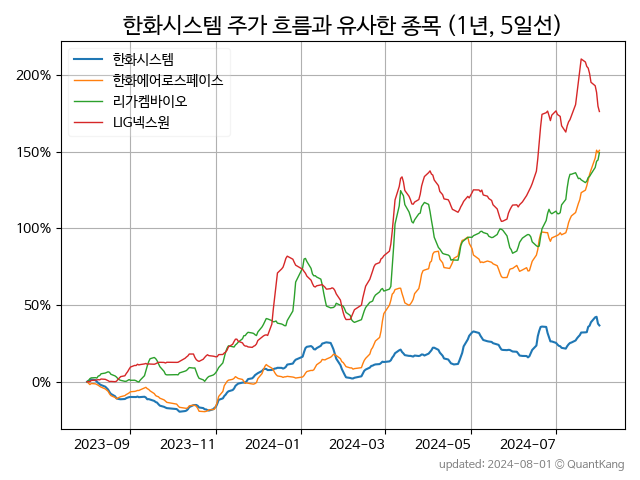 한화시스템 주가 흐름과 유사한 종목 (1년, 5일선)
한화시스템
한화에어로스페이스
리가켐바이오
LIG넥스원
200%
150%
100%
50%
0%
2023-09 2023-11 2024-01 2024-03 2024-05 2024-07
updated: 2024-08-01 © QuantKang